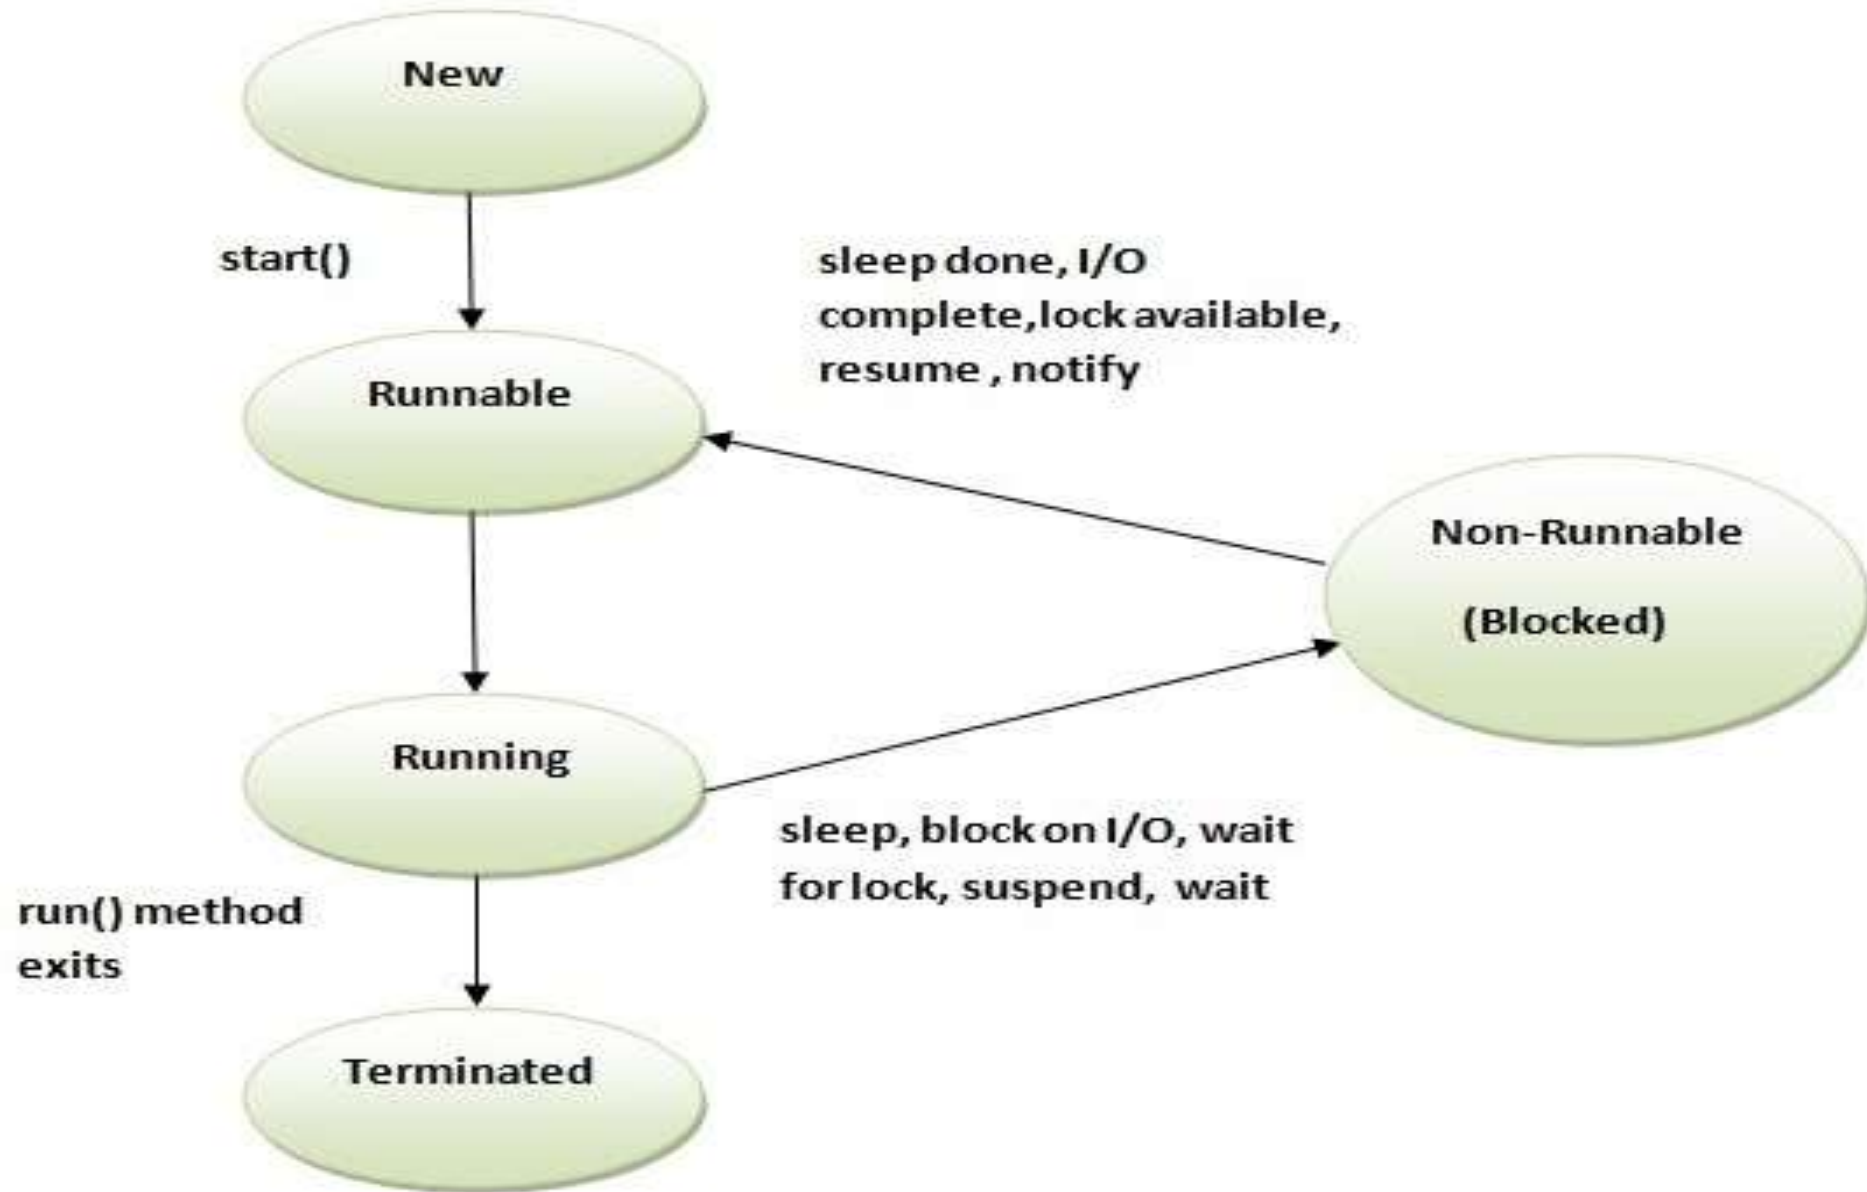 New
start()
sleep done, I/O
complete,lock available,
resume , notify
Runnable
Non-Runnable
(Blocked)
Running
sleep, block on I/O, wait
for lock, suspend, wait
run() method
exits
Terminated